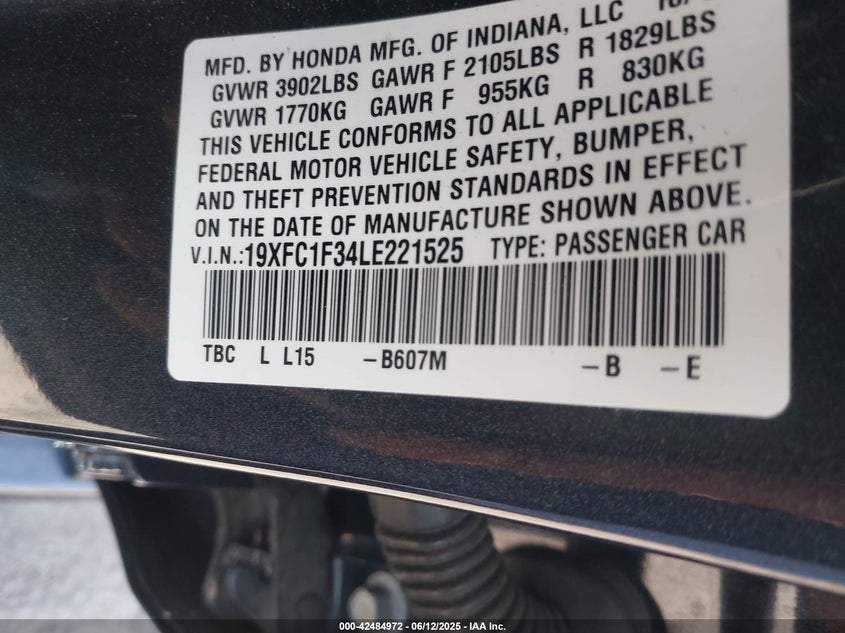 MFD. BY HONDA MFG. OF INDIANA, LLC
GVWR 3902LBS GAWR F 2105LBS R 1829LBS
GVWR 1770KG GAWR F 955KG R 830KG
THIS VEHICLE CONFORMS TO ALL APPLICABLE
FEDERAL MOTOR VEHICLE SAFETY, BUMPER,
AND THEFT PREVENTION STANDARDS IN EFFECT
ON THE DATE OF MANUFACTURE SHOWN ABOVE.
V.I.N.:19XFC1F34LE221525 TYPE: PASSENGER CAR
TBC L L15 -B607M -B -E
000-42484972 - 06/12/2025 - IAA Inc.